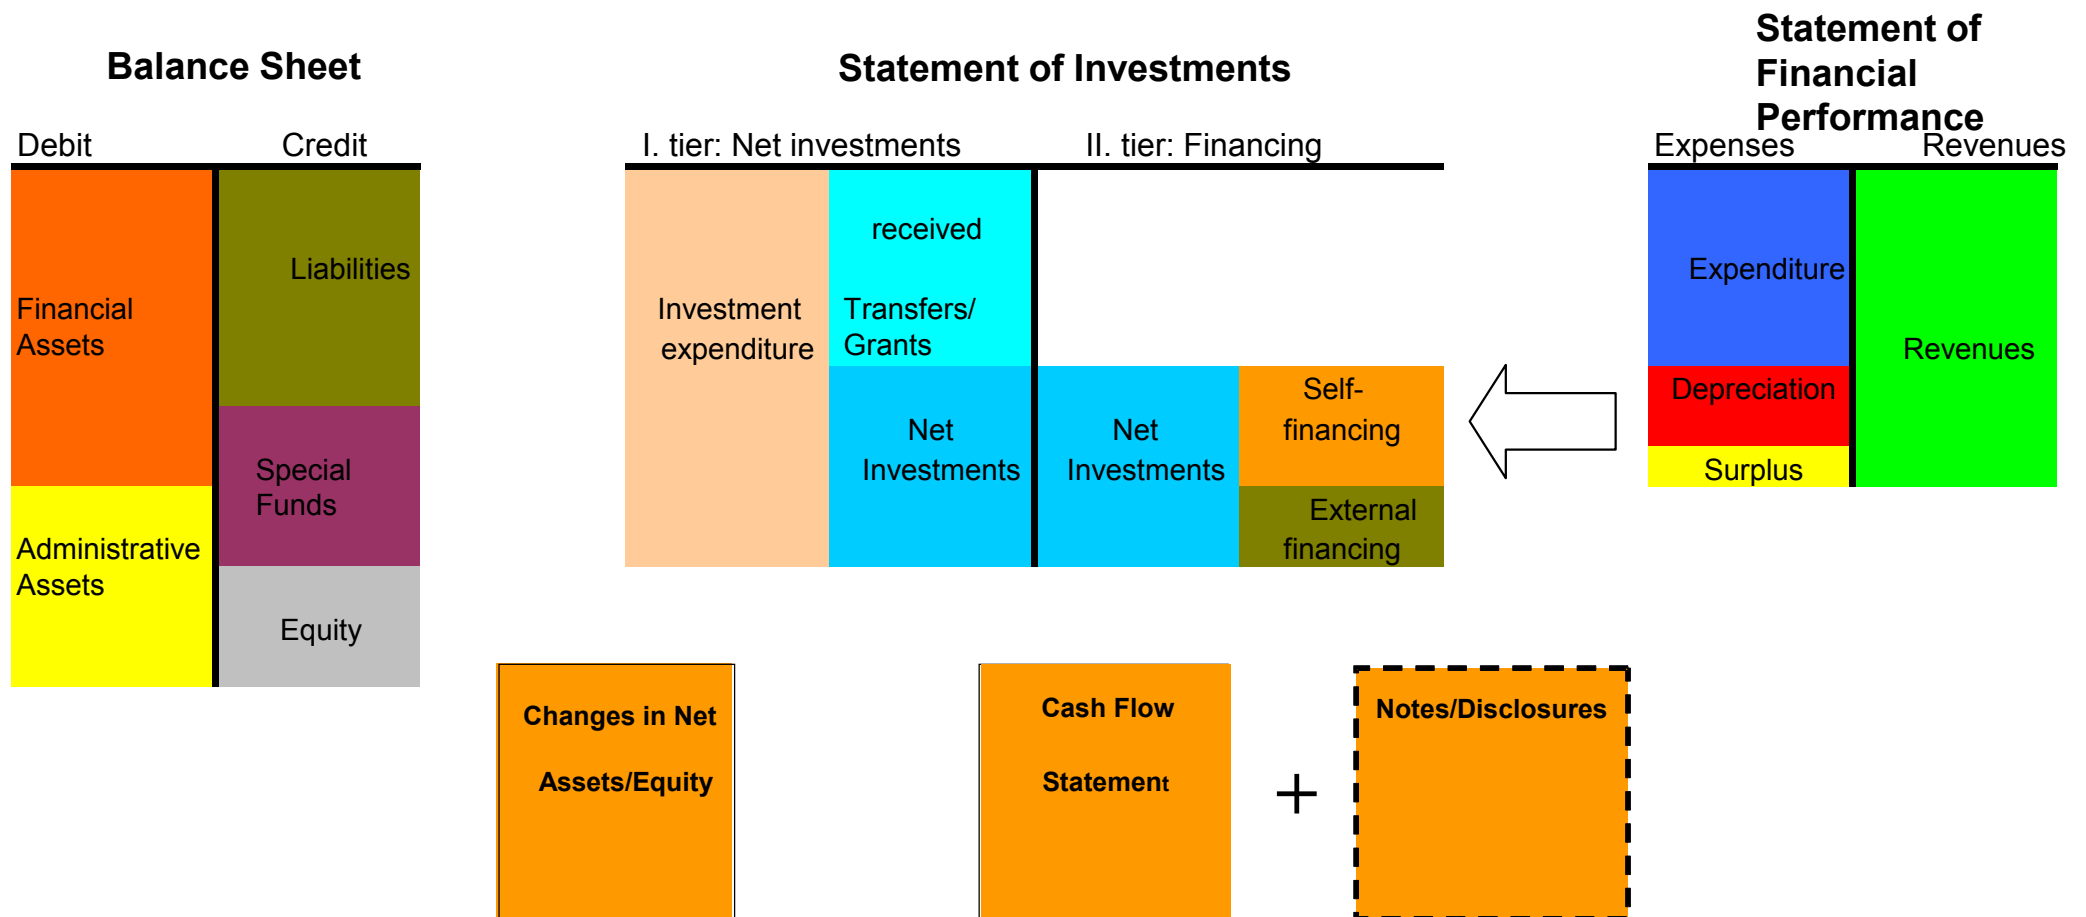 Balance Sheet
Debit
Credit
Financial
Assets
Administrative
Assets
Liabilities
Special
Funds
Equity
Statement of Investments
I. tier: Net investments
II. tier: Financing
Investment
expenditure
received
Transfers/
Grants
Net
Investments
Net
Investments
Self-
financing
External
financing
Statement of
Financial
Performance
Expenses
Revenues
Expenditure
Depreciation
Surplus
Revenues
Changes in Net
Assets/Equity
Cash Flow
Statement
+
Notes/Disclosures